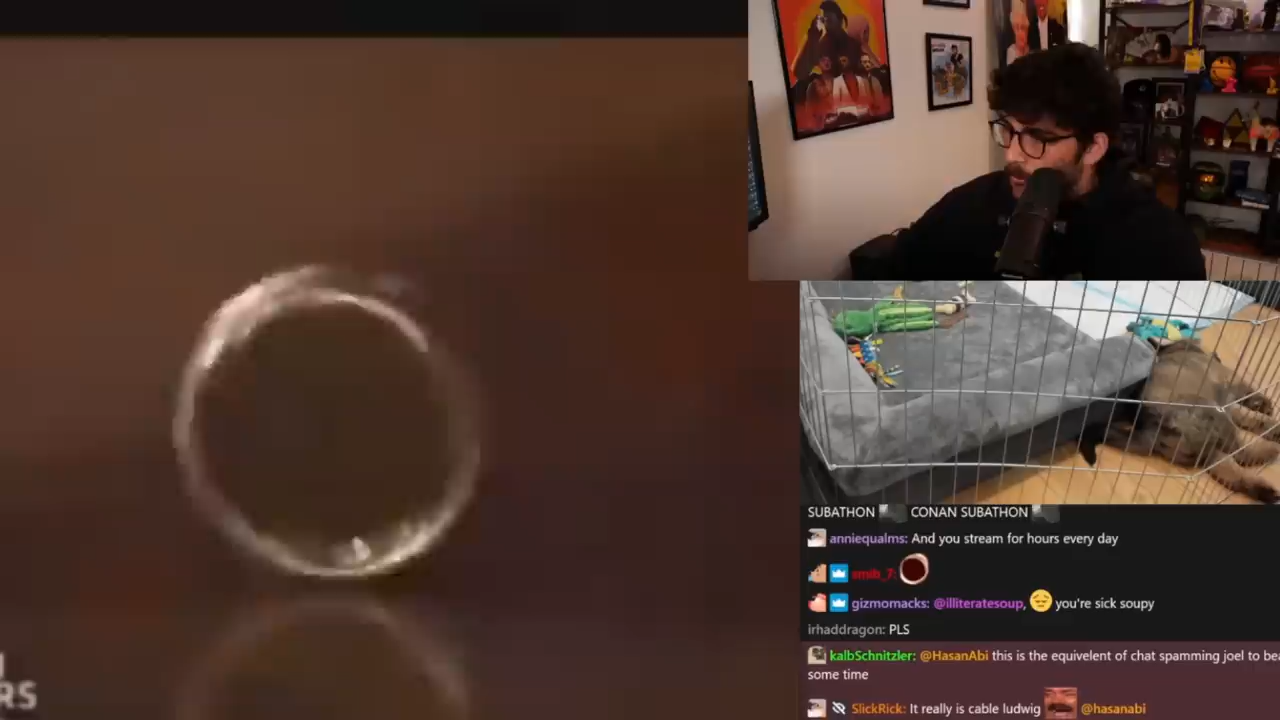 RS
SUBATHON CONAN SUBATHON
anniequalms: And you stream for hours every day
smib_7:
gizmomacks: @illiteratesoup, you're sick soupy
irhaddragon: PLS
kalbSchnitzler: @HasanAbi this is the equivelent of chat spamming joel to bea
some time
SlickRick: It really is cable ludwig @hasanabi